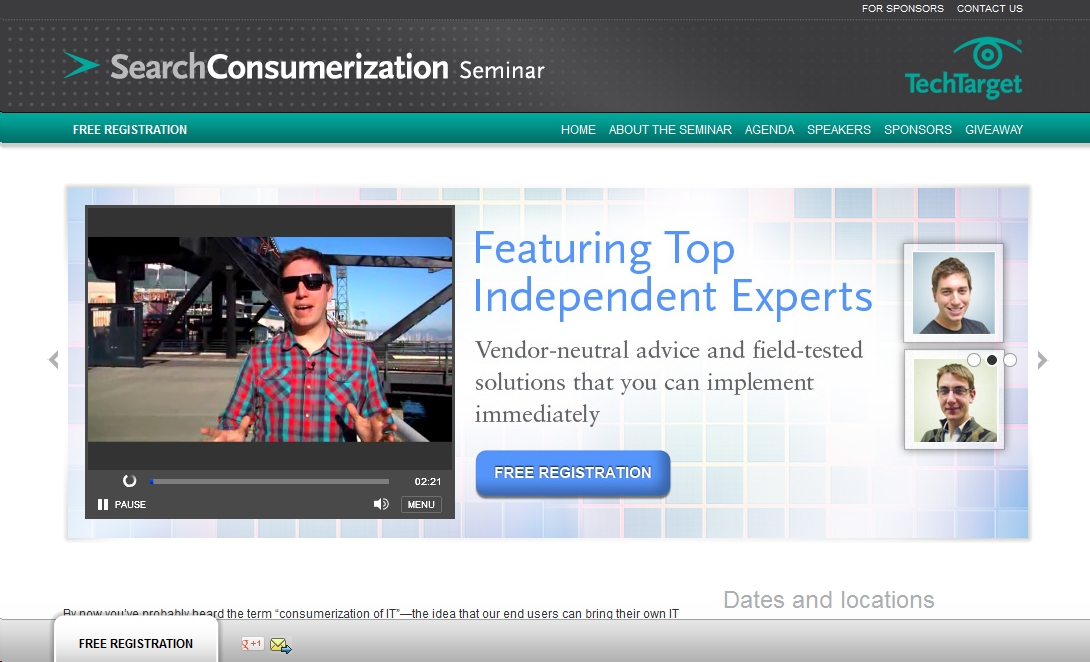 FOR SPONSORS CONTACT US
SearchConsumerization Seminar
TechTarget
FREE REGISTRATION HOME ABOUT THE SEMINAR AGENDA SPEAKERS SPONSORS GIVEAWAY
Featuring Top
Independent Experts
Vendor-neutral advice and field-tested
solutions that you can implement
immediately
FREE REGISTRATION
02:21
PAUSE MENU
Dates and locations
By now you've probably heard the term “consumerization of IT”—the idea that our end users can bring their own IT
FREE REGISTRATION
g +1